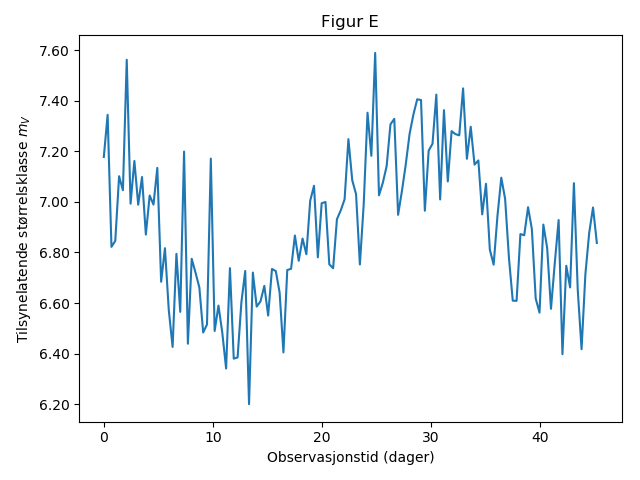 Figur E
Tilsynelatende størrelsklasse $m_V$
7.60
7.40
7.20
7.00
6.80
6.60
6.40
6.20
0 10 20 30 40
Observasjonstid (dager)